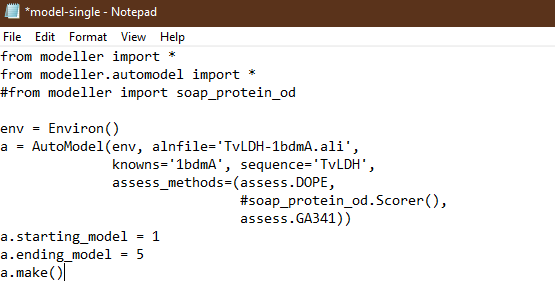 *model-single - Notepad
File Edit Format View Help
from modeller import *
from modeller.automodel import *
#from modeller import soap_protein_od

env = Environ()
a = AutoModel(env, alnfile='TvLDH-1bdmA.ali',
              knowns='1bdmA', sequence='TvLDH',
              assess_methods=(assess.DOPE,
                              #soap_protein_od.Scorer(),
                              assess.GA341))
a.starting_model = 1
a.ending_model = 5
a.make()